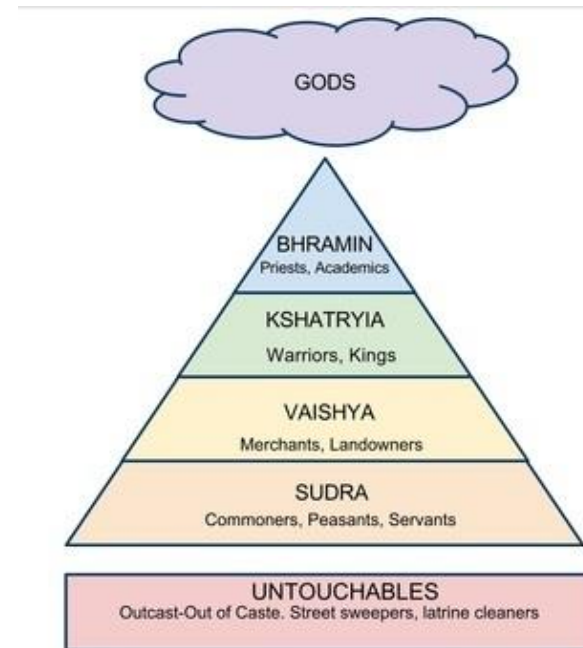 GODS
BHRAMIN
Priests, Academics
KSHATRYIA
Warriors, Kings
VAISHYA
Merchants, Landowners
SUDRA
Commoners, Peasants, Servants
UNTOUCHABLES
Outcast-Out of Caste. Street sweepers, latrine cleaners